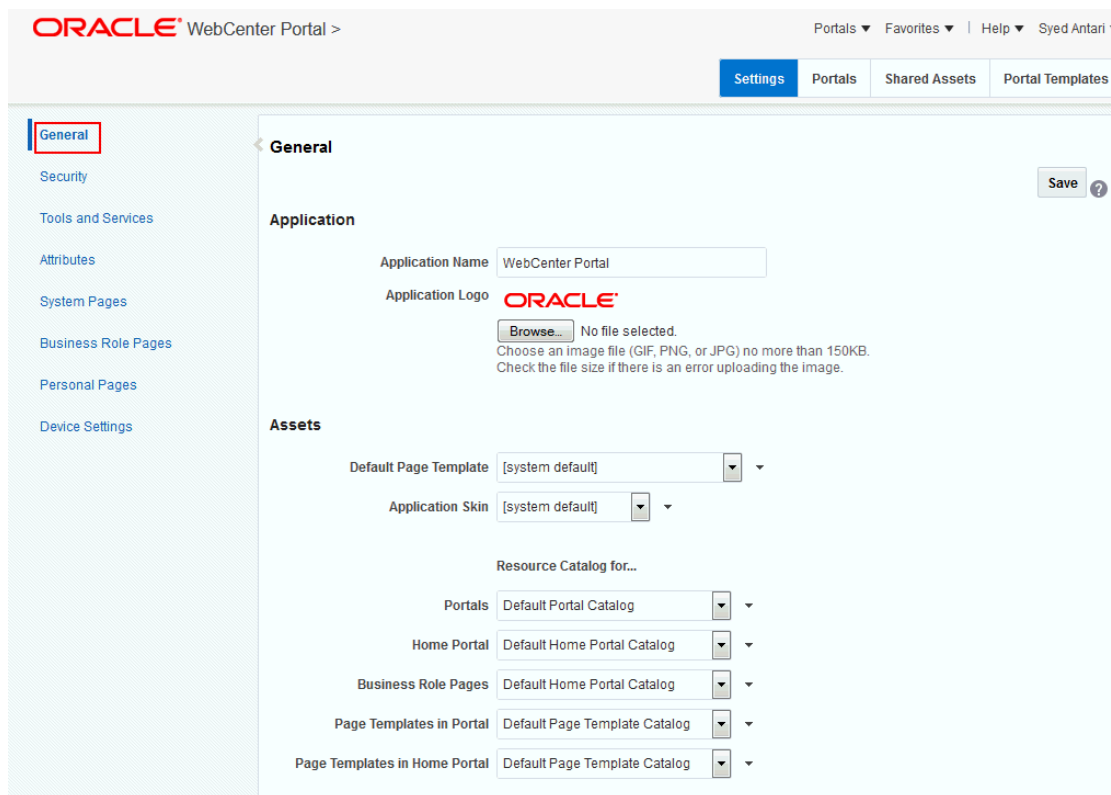 ORACLE® WebCenter Portal >
Portals Favorites Help Syed Antari
Settings Portals Shared Assets Portal Templates
General
Security
Tools and Services
Attributes
System Pages
Business Role Pages
Personal Pages
Device Settings
General
Save ?
Application
Application Name WebCenter Portal
Application Logo ORACLE®
Browse... No file selected.
Choose an image file (GIF, PNG, or JPG) no more than 150KB.
Check the file size if there is an error uploading the image.
Assets
Default Page Template [system default]
Application Skin [system default]
Resource Catalog for...
Portals Default Portal Catalog
Home Portal Default Home Portal Catalog
Business Role Pages Default Home Portal Catalog
Page Templates in Portal Default Page Template Catalog
Page Templates in Home Portal Default Page Template Catalog